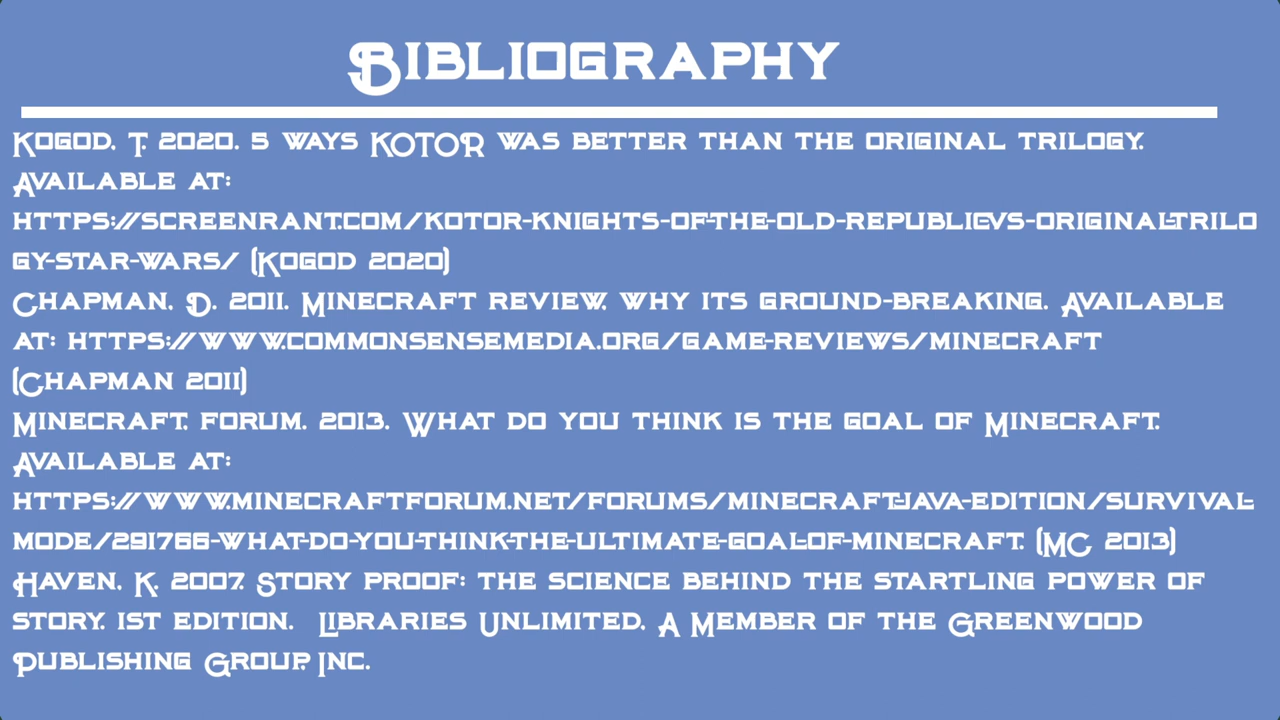 Bibliography
Kogod, T. 2020. 5 ways KOTOR was better than the original trilogy.
Available at:
https://screenrant.com/kotor-knights-of-the-old-republic-vs-original-trilo
gy-star-wars/ (Kogod 2020)
Chapman, D. 2011. Minecraft review, why its ground-breaking. Available
at: https://www.commonsensemedia.org/game-reviews/minecraft
(Chapman 2011)
Minecraft, forum. 2013. What do you think is the goal of Minecraft.
Available at:
https://www.minecraftforum.net/forums/minecraft-java-edition/survival-
mode/291766-what-do-you-think-the-ultimate-goal-of-minecraft. (MC 2013)
Haven, K. 2007. Story proof: the science behind the startling power of
story. 1st edition. Libraries Unlimited, A Member of the Greenwood
Publishing Group, Inc.